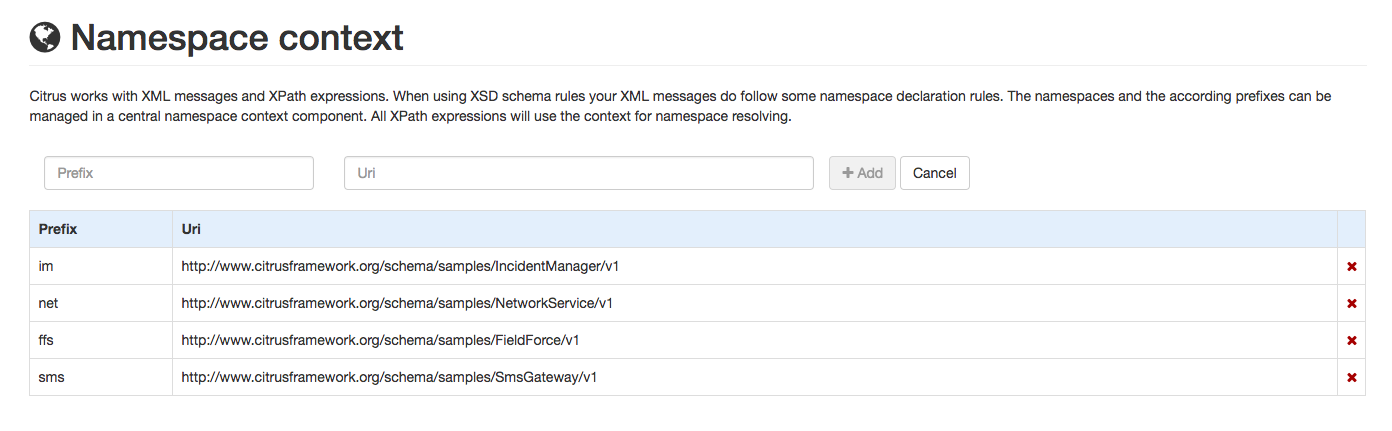 Namespace context
Citrus works with XML messages and XPath expressions. When using XSD schema rules your XML messages do follow some namespace declaration rules. The namespaces and the according prefixes can be
managed in a central namespace context component. All XPath expressions will use the context for namespace resolving.
Prefix Uri Add Cancel
Prefix Uri
im http://www.citrusframework.org/schema/samples/IncidentManager/v1
net http://www.citrusframework.org/schema/samples/NetworkService/v1
ffs http://www.citrusframework.org/schema/samples/FieldForce/v1
sms http://www.citrusframework.org/schema/samples/SmsGateway/v1